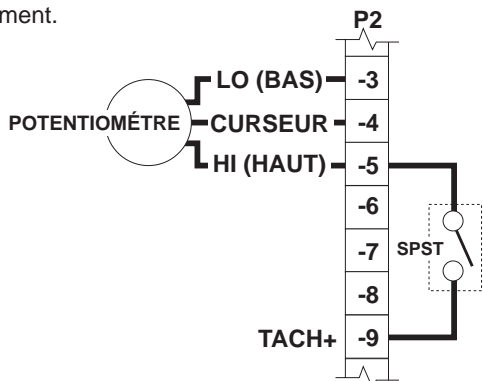 ment.
P2
LO (BAS) -3
POTENTIOMÉTRE CURSEUR -4
HI (HAUT) -5
-6
-7 SPST
-8
TACH+ -9